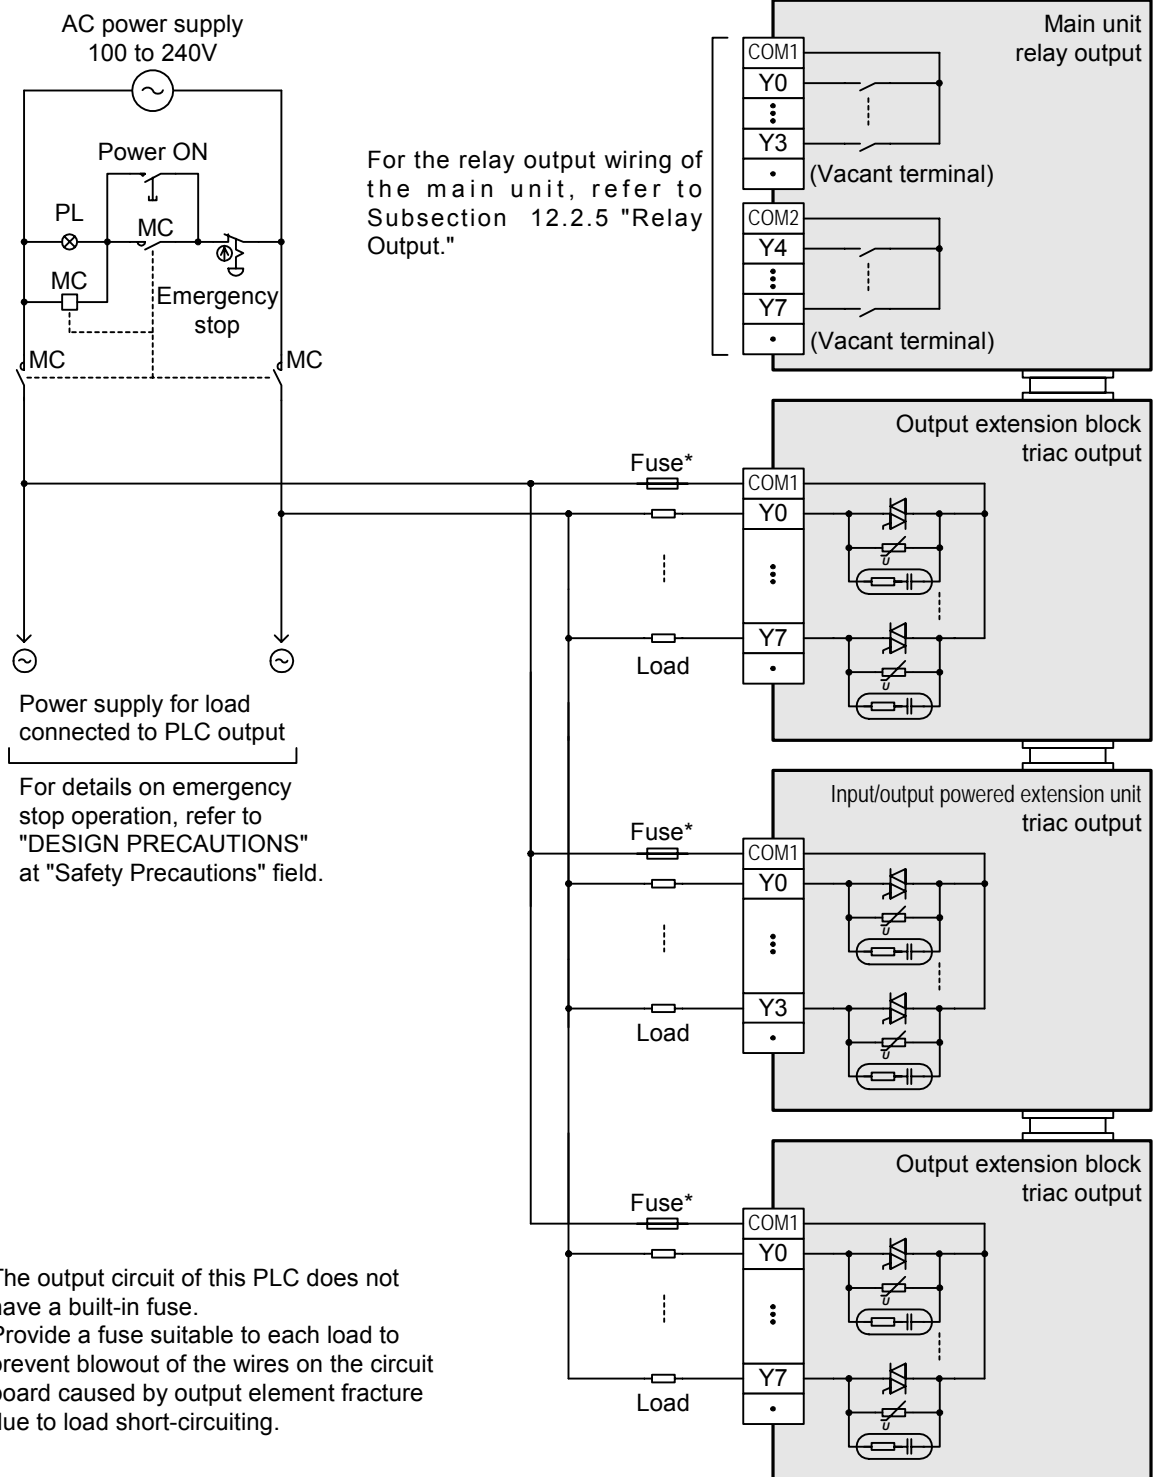 AC power supply
100 to 240V
Power ON
PL
MC
MC
Emergency
stop
MC
MC
Power supply for load
connected to PLC output
For details on emergency
stop operation, refer to
"DESIGN PRECAUTIONS"
at "Safety Precautions" field.
For the relay output wiring of
the main unit, refer to
Subsection 12.2.5 "Relay
Output."
Main unit
relay output
COM1
Y0
Y3
(Vacant terminal)
COM2
Y4
Y7
(Vacant terminal)
Output extension block
triac output
Fuse*
COM1
Y0
U
Y7
Load
U
Input/output powered extension unit
triac output
Fuse*
COM1
Y0
U
Y3
Load
U
Output extension block
triac output
Fuse*
COM1
Y0
U
Y7
Load
U
The output circuit of this PLC does not
have a built-in fuse.
Provide a fuse suitable to each load to
prevent blowout of the wires on the circuit
board caused by output element fracture
due to load short-circuiting.